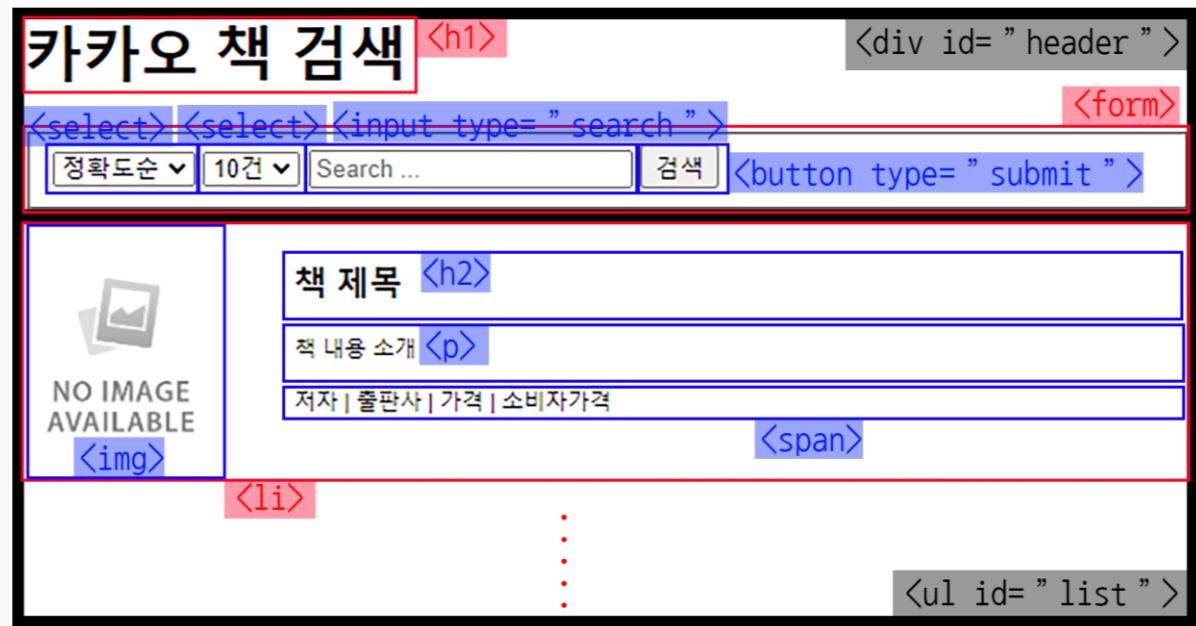 카카오 책 검색 <h1> <div id=”header”>
<form>
<select> <select> <input type=”search”>
정확도순 10건 Search ... 검색 <button type=”submit”>
책 제목 <h2>
책 내용 소개 <p>
NO IMAGE
AVAILABLE
저자 | 출판사 | 가격 | 소비자가격
<span>
<img>
<li>
<ul id=”list”>